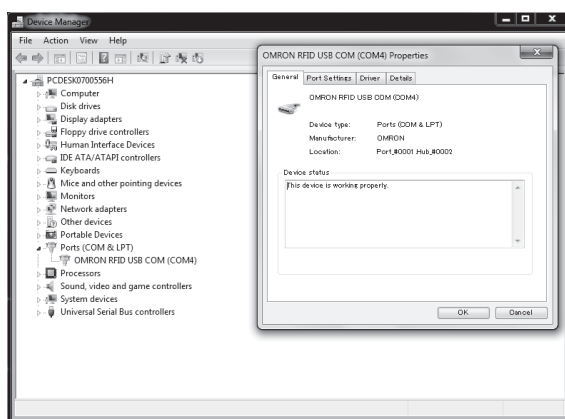 Device Manager
File Action View Help
PCDESK0700556H
Computer
Disk drives
Display adapters
Floppy drive controllers
Human Interface Devices
IDE ATA/ATAPI controllers
Keyboards
Mice and other pointing devices
Monitors
Network adapters
Other devices
Portable Devices
Ports (COM & LPT)
OMRON RFID USB COM (COM4)
Processors
Sound, video and game controllers
System devices
Universal Serial Bus controllers
OMRON RFID USB COM (COM4) Properties
General Port Settings Driver Details
OMRON RFID USB COM (COM4)
Device type: Ports (COM & LPT)
Manufacturer: OMRON
Location: Port_#0001.Hub_#0002
Device status
This device is working properly.
OK Cancel